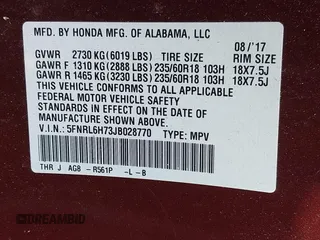 MFD. BY HONDA MFG. OF ALABAMA, LLC
08/'17
GVWR 2730 KG (6019 LBS) TIRE SIZE RIM SIZE
GAWR F 1310 KG (2888 LBS) 235/60R18 103H 18X7.5J
GAWR R 1465 KG (3230 LBS) 235/60R18 103H 18X7.5J
THIS VEHICLE CONFORMS TO ALL APPLICABLE
FEDERAL MOTOR VEHICLE SAFETY STANDARDS
IN EFFECT ON THE DATE OF MANUFACTURE SHOWN ABOVE.
V.I.N.: 5FNRL6H73JB028770 TYPE: MPV
THR J AG8 - R561P -L-B
DREAMBID